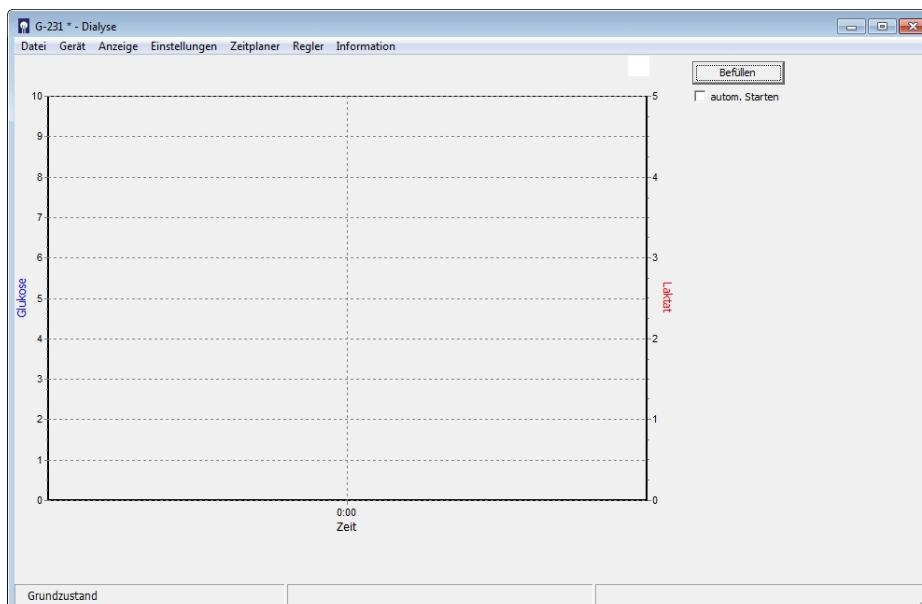 G-231 * - Dialyse
Datei Gerät Anzeige Einstellungen Zeitplaner Regler Information
Befüllen
autom. Starten
10
9
8
7
6
5
4
3
2
1
0
Glukose
5
4
3
2
1
0
Laktat
0:00
Zeit
Grundzustand